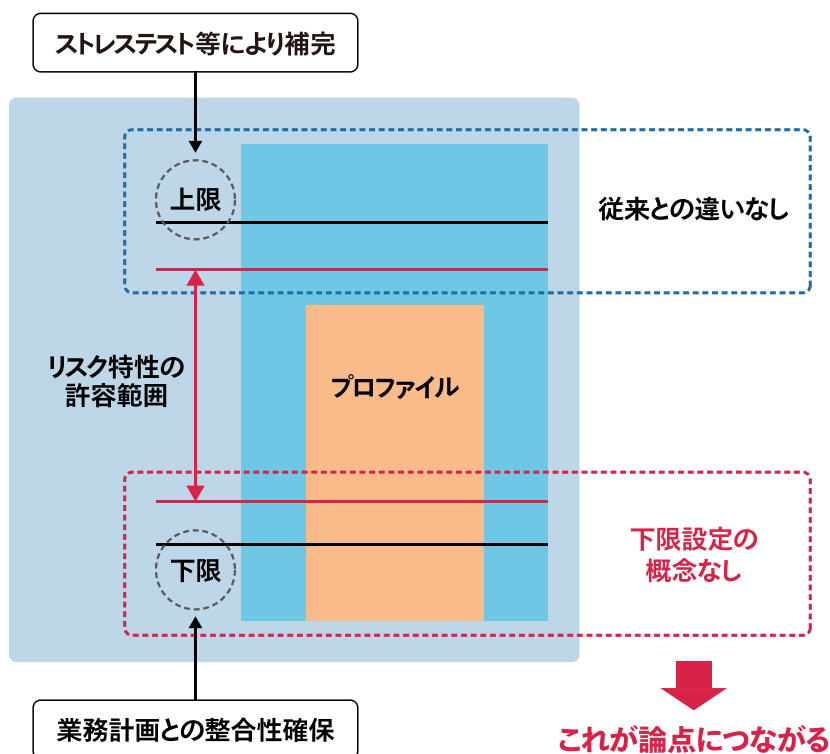 ストレステスト等により補完
上限
従来との違いなし
リスク特性の
許容範囲
プロファイル
下限設定の
概念なし
下限
業務計画との整合性確保
これが論点につながる